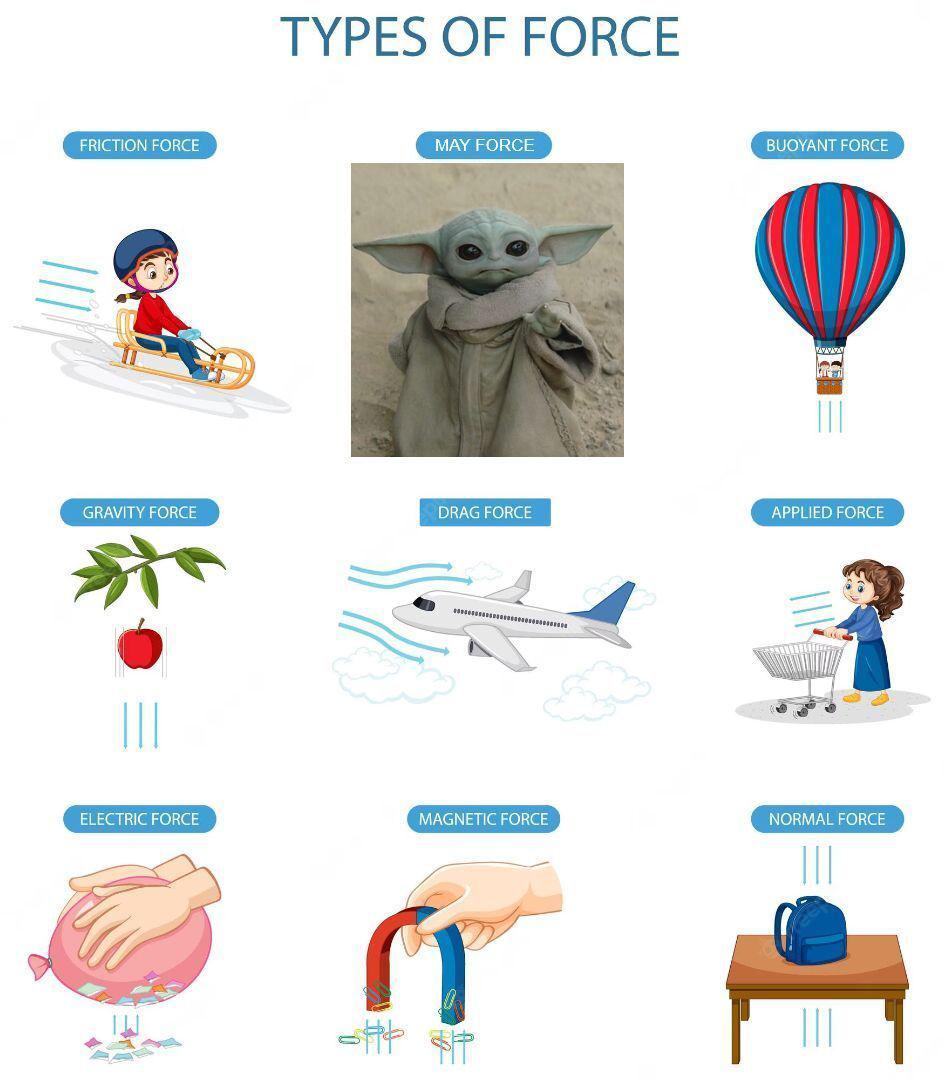 TYPES OF FORCE
FRICTION FORCE
MAY FORCE
BUOYANT FORCE
GRAVITY FORCE
DRAG FORCE
APPLIED FORCE
ELECTRIC FORCE
MAGNETIC FORCE
NORMAL FORCE